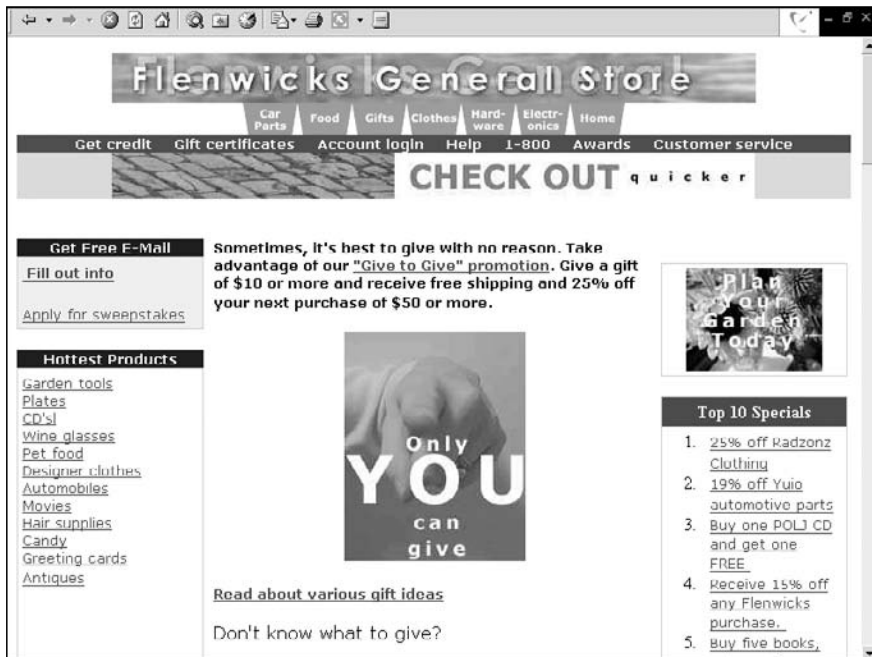 Flenwicks General Store
Car Parts Food Gifts Clothes Hard-ware Electr-onics Home
Get credit Gift certificates Account login Help 1-800 Awards Customer service
CHECK OUT quicker
Get Free E-Mail
Fill out info
Apply for sweepstakes
Hottest Products
Garden tools
Plates
CD's!
Wine glasses
Pet food
Designer clothes
Automobiles
Movies
Hair supplies
Candy
Greeting cards
Antiques
Sometimes, it's best to give with no reason. Take
advantage of our "Give to Give" promotion. Give a gift
of $10 or more and receive free shipping and 25% off
your next purchase of $50 or more.
Only
YOU
can
give
Read about various gift ideas
Don't know what to give?
Plan
Your
Garden
Today
Top 10 Specials
1. 25% off Radzonz
Clothing
2. 19% off Yuio
automotive parts
3. Buy one POLJ CD
and get one
FREE
4. Receive 15% off
any Flenwicks
purchase.
5. Buy five books,